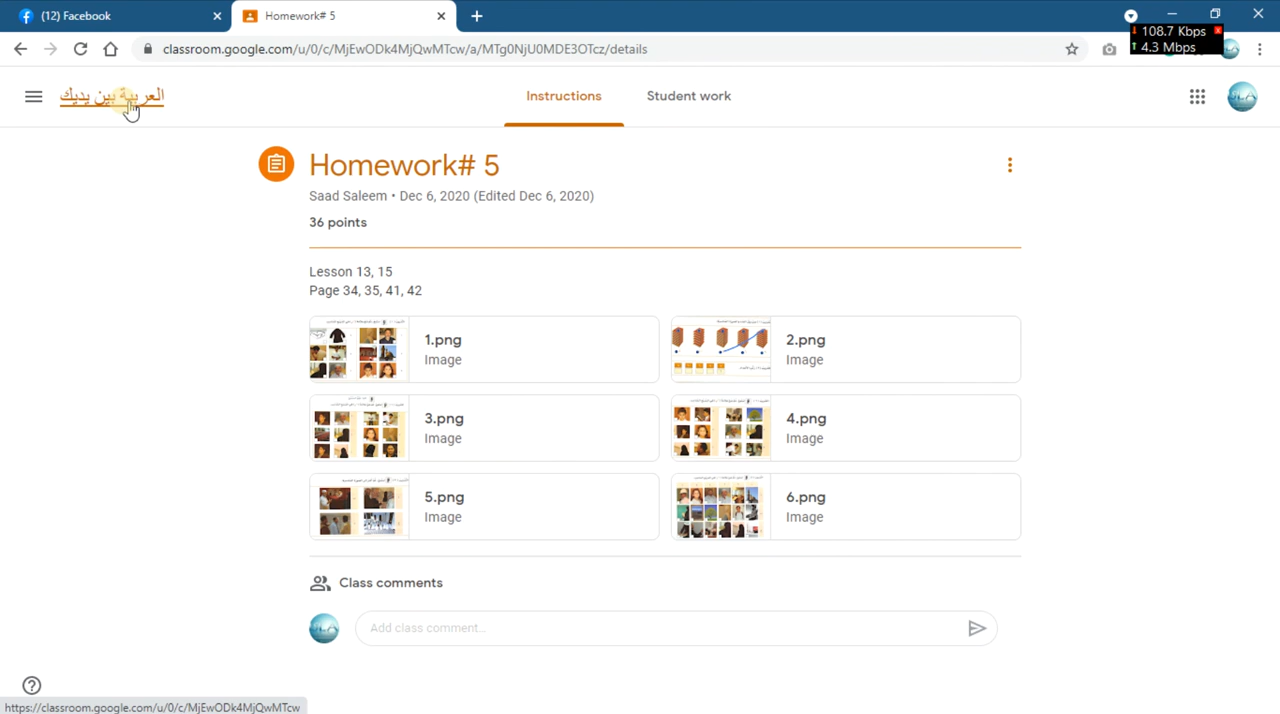 (12) Facebook
Homework# 5
108.7 Kbps
4.3 Mbps
classroom.google.com/u/0/c/MjEwODk4MjQwMTcw/a/MTg0NjU0MDE3OTcz/details
العربية بين يديك
Instructions
Student work
Homework# 5
Saad Saleem • Dec 6, 2020 (Edited Dec 6, 2020)
36 points
Lesson 13, 15
Page 34, 35, 41, 42
1.png
Image
2.png
Image
3.png
Image
4.png
Image
5.png
Image
6.png
Image
Class comments
Add class comment...
https://classroom.google.com/u/0/c/MjEwODk4MjQwMTcw